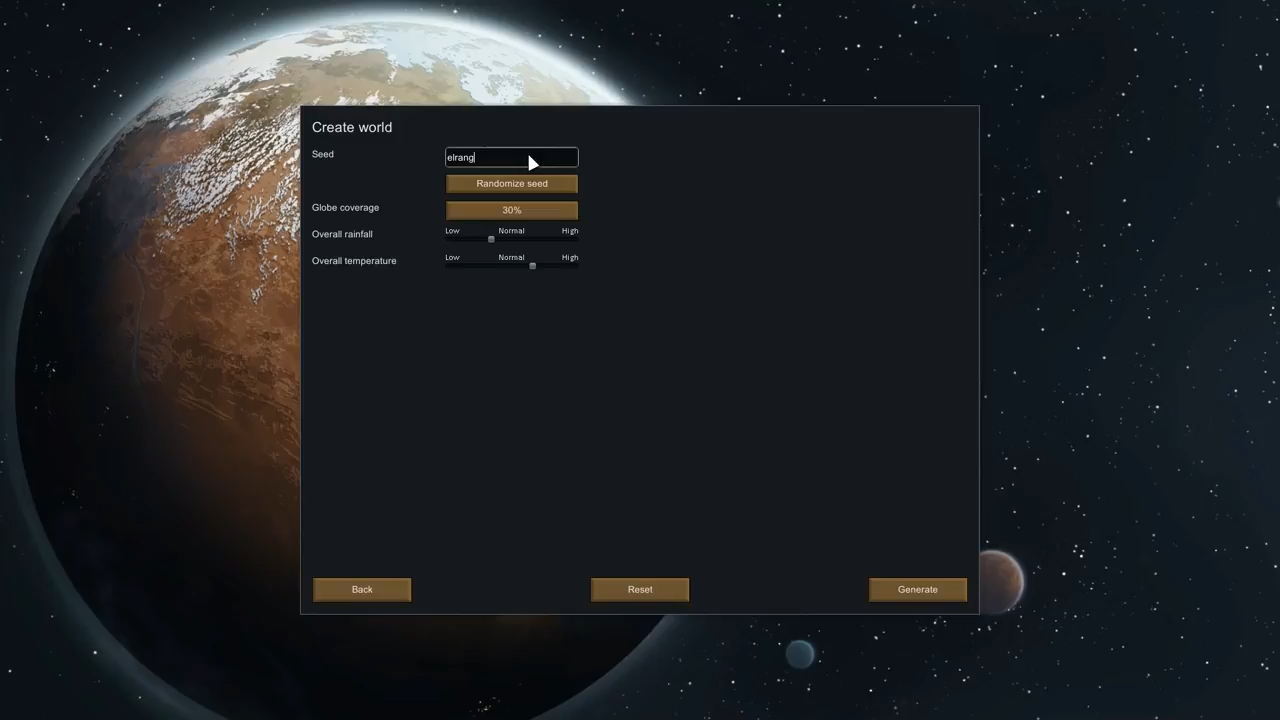 Create world
Seed
elrang
Randomize seed
Globe coverage
30%
Overall rainfall
Low Normal High
Overall temperature
Low Normal High
Back Reset Generate